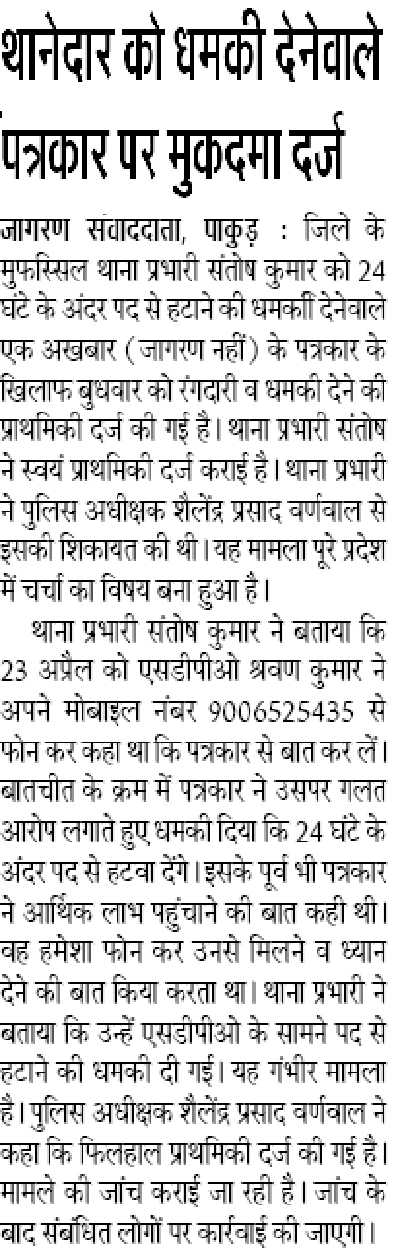 थानेदार को धमकी देनेवाले
पत्रकार पर मुकदमा दर्ज
जागरण संवाददाता, पाकुड़ : जिले के
मुफस्सिल थाना प्रभारी संतोष कुमार को 24
घंटे के अंदर पद से हटाने की धमकी देनेवाले
एक अखबार (जागरण नहीं) के पत्रकार के
खिलाफ बुधवार को रंगदारी व धमकी देने की
प्राथमिकी दर्ज की गई है। थाना प्रभारी संतोष
ने स्वयं प्राथमिकी दर्ज कराई है। थाना प्रभारी
ने पुलिस अधीक्षक शैलेंद्र प्रसाद वर्णवाल से
इसकी शिकायत की थी। यह मामला पूरे प्रदेश
में चर्चा का विषय बना हुआ है।
थाना प्रभारी संतोष कुमार ने बताया कि
23 अप्रैल को एसडीपीओ श्रवण कुमार ने
अपने मोबाइल नंबर 9006525435 से
फोन कर कहा था कि पत्रकार से बात कर लें।
बातचीत के क्रम में पत्रकार ने उसपर गलत
आरोप लगाते हुए धमकी दिया कि 24 घंटे के
अंदर पद से हटवा देंगे। इसके पूर्व भी पत्रकार
ने आर्थिक लाभ पहुंचाने की बात कही थी।
वह हमेशा फोन कर उनसे मिलने व ध्यान
देने की बात किया करता था। थाना प्रभारी ने
बताया कि उन्हें एसडीपीओ के सामने पद से
हटाने की धमकी दी गई। यह गंभीर मामला
है। पुलिस अधीक्षक शैलेंद्र प्रसाद वर्णवाल ने
कहा कि फिलहाल प्राथमिकी दर्ज की गई है।
मामले की जांच कराई जा रही है। जांच के
बाद संबंधित लोगों पर कार्रवाई की जाएगी।